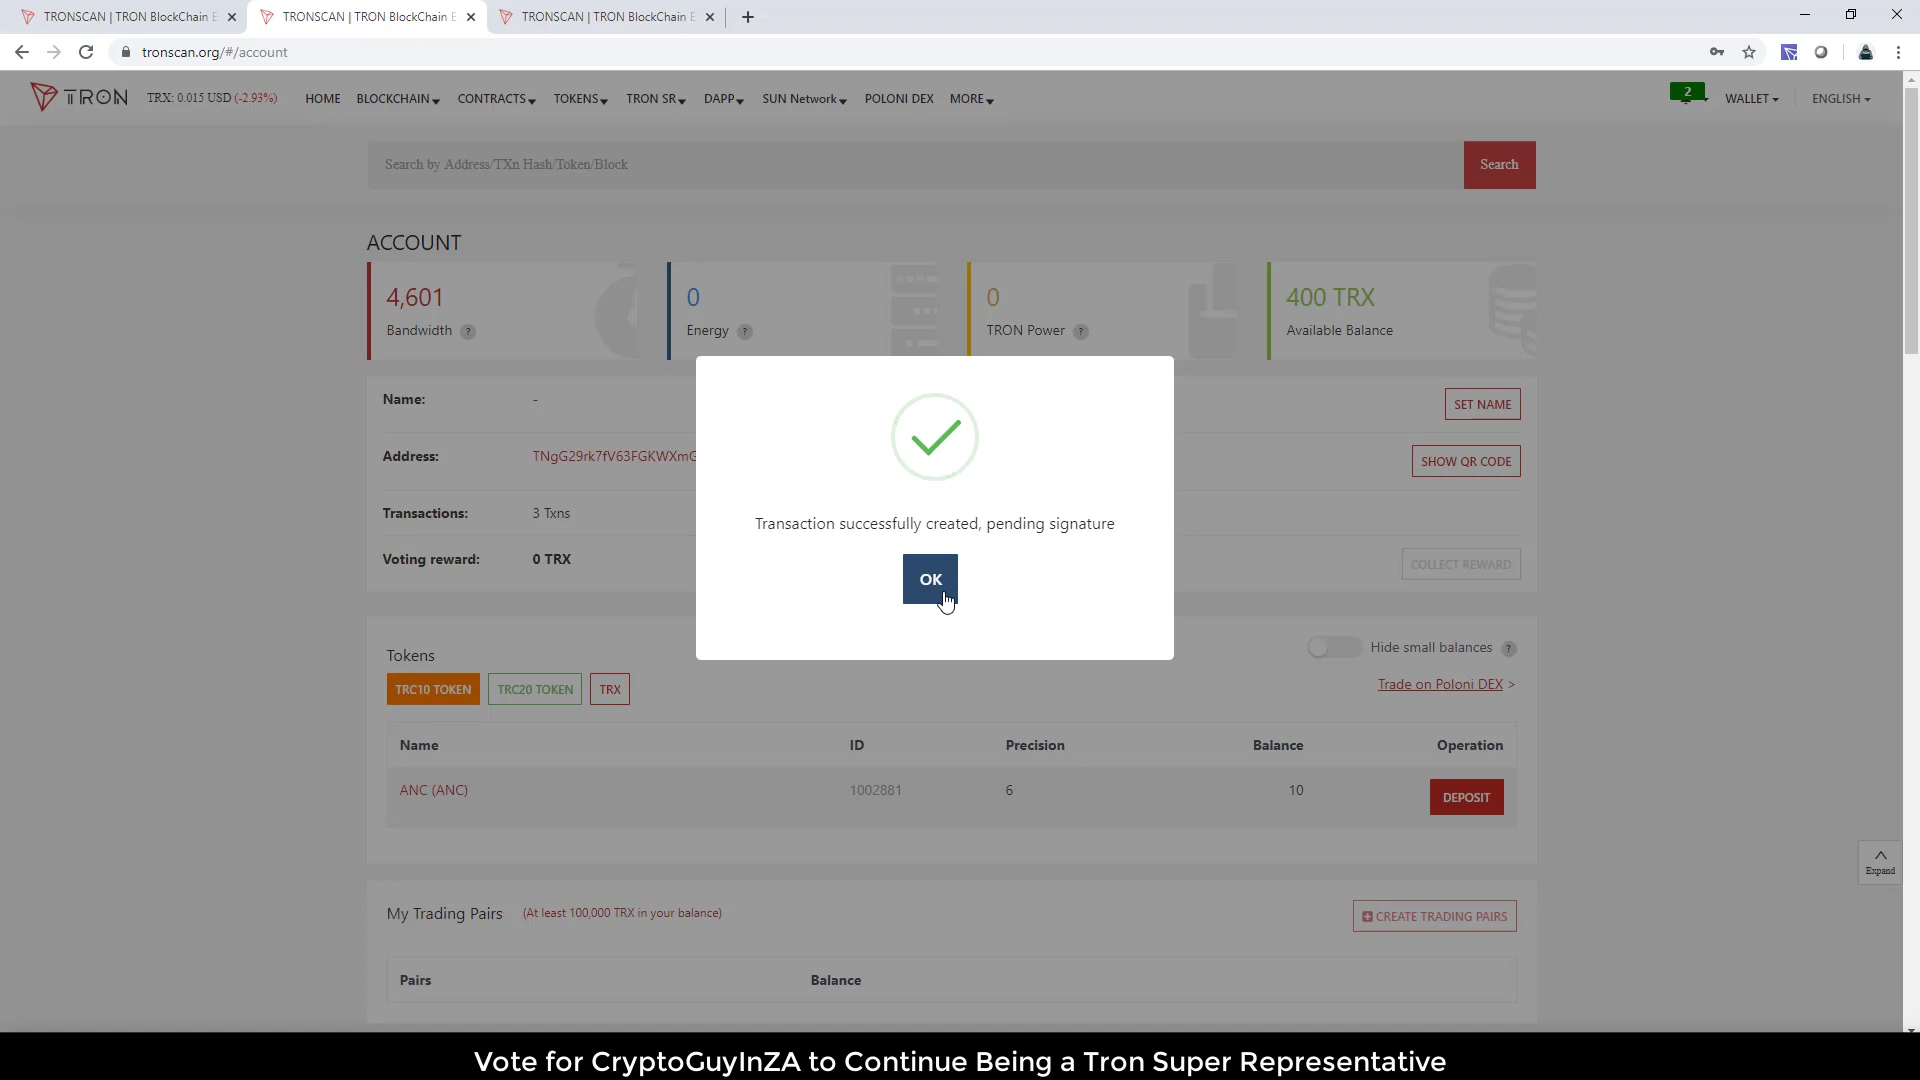 TRONSCAN | TRON BlockChain E
TRONSCAN | TRON BlockChain E
TRONSCAN | TRON BlockChain E
tronscan.org/#/account
TRON
TRX: 0.015 USD (-2.93%)
HOME
BLOCKCHAIN
CONTRACTS
TOKENS
TRON SR
DAPP
SUN Network
POLONI DEX
MORE
2
WALLET
ENGLISH
Search by Address/TXn Hash/Token/Block
Search
ACCOUNT
4,601
Bandwidth ?
0
Energy ?
0
TRON Power ?
400 TRX
Available Balance
Name: -
SET NAME
Address: TNgG29rk7fV63FGKWXmG
SHOW QR CODE
Transactions: 3 Txns
Voting reward: 0 TRX
COLLECT REWARD
Transaction successfully created, pending signature
OK
Tokens
Hide small balances ?
TRC10 TOKEN TRC20 TOKEN TRX
Trade on Poloni DEX >
Name ID Precision Balance Operation
ANC (ANC) 1002881 6 10 DEPOSIT
Expand
My Trading Pairs (At least 100,000 TRX in your balance)
CREATE TRADING PAIRS
Pairs Balance
Vote for CryptoGuyInZA to Continue Being a Tron Super Representative